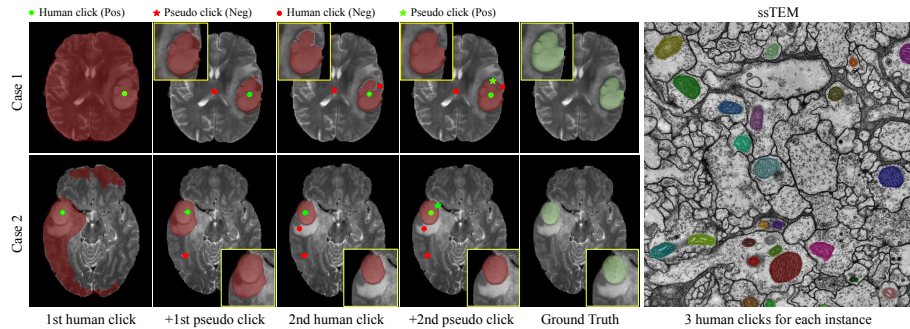 Human click (Pos) Pseudo click (Neg) Human click (Neg) Pseudo click (Pos)
ssTEM
Case 1
Case 2
1st human click +1st pseudo click 2nd human click +2nd pseudo click Ground Truth 3 human clicks for each instance